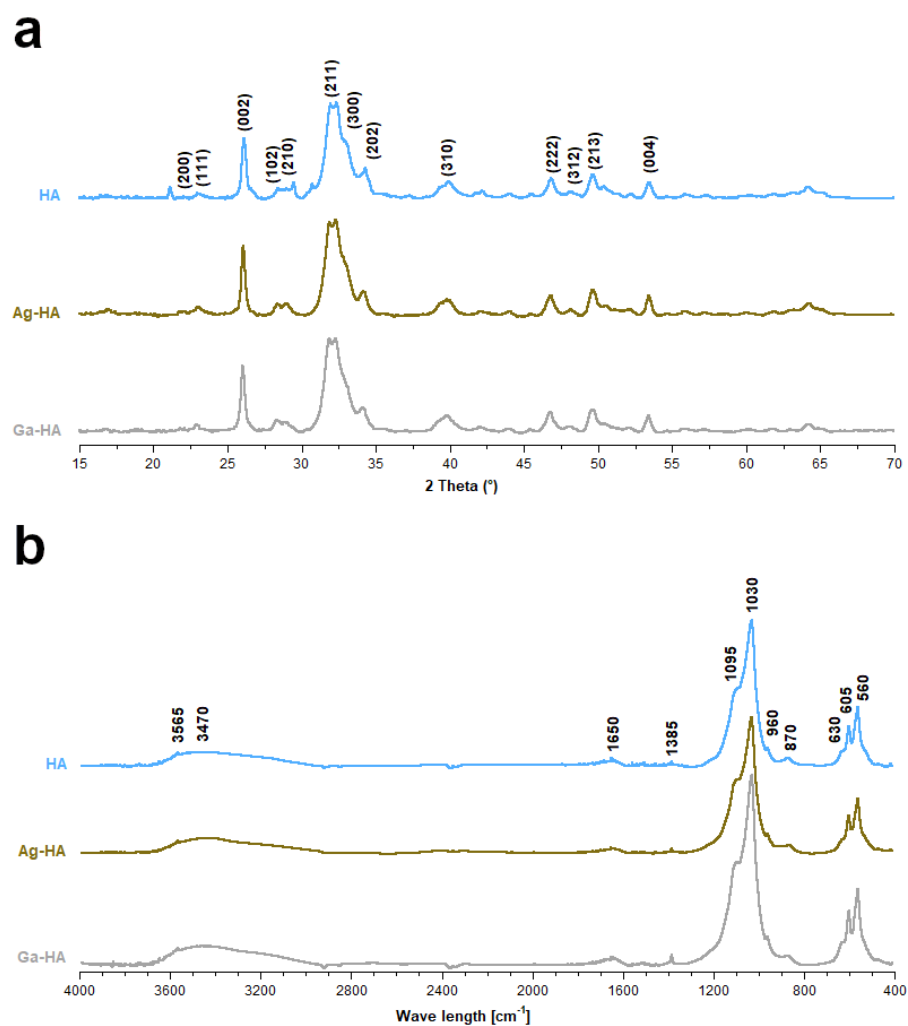 a
(200)
(111)
(002)
(102)
(210)
(211)
(300)
(202)
(310)
(222)
(312)
(213)
(004)
HA
Ag-HA
Ga-HA
15 20 25 30 35 40 45 50 55 60 65 70
2 Theta (°)
b
3565
3470
1650
1385
1095
1030
960
870
630
605
560
HA
Ag-HA
Ga-HA
4000 3600 3200 2800 2400 2000 1600 1200 800 400
Wave length [cm⁻¹]